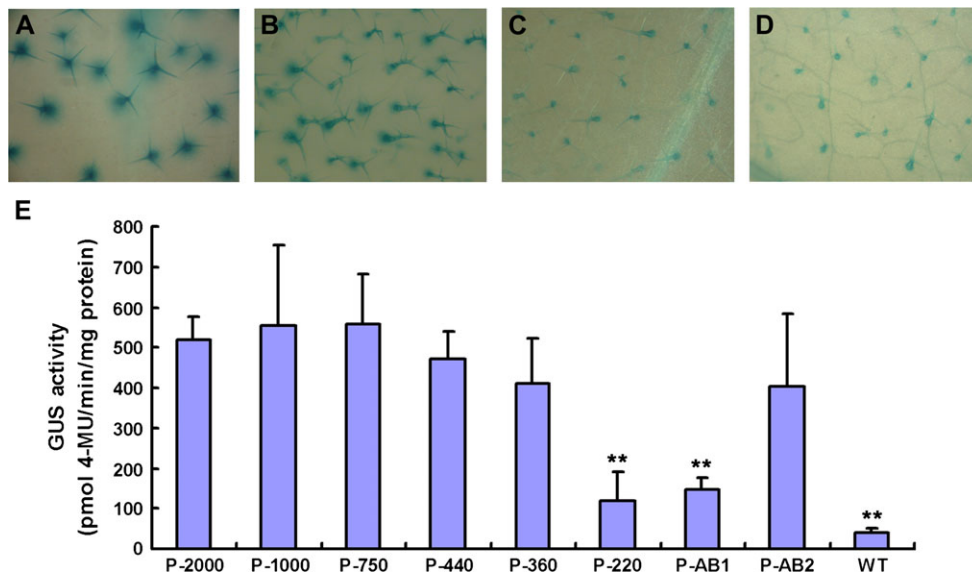 A B C D
E
800
700
600
500
400
300
200
100
0
GUS activity
(pmol 4-MU/min/mg protein)
** ** **
P-2000 P-1000 P-750 P-440 P-360 P-220 P-AB1 P-AB2 WT